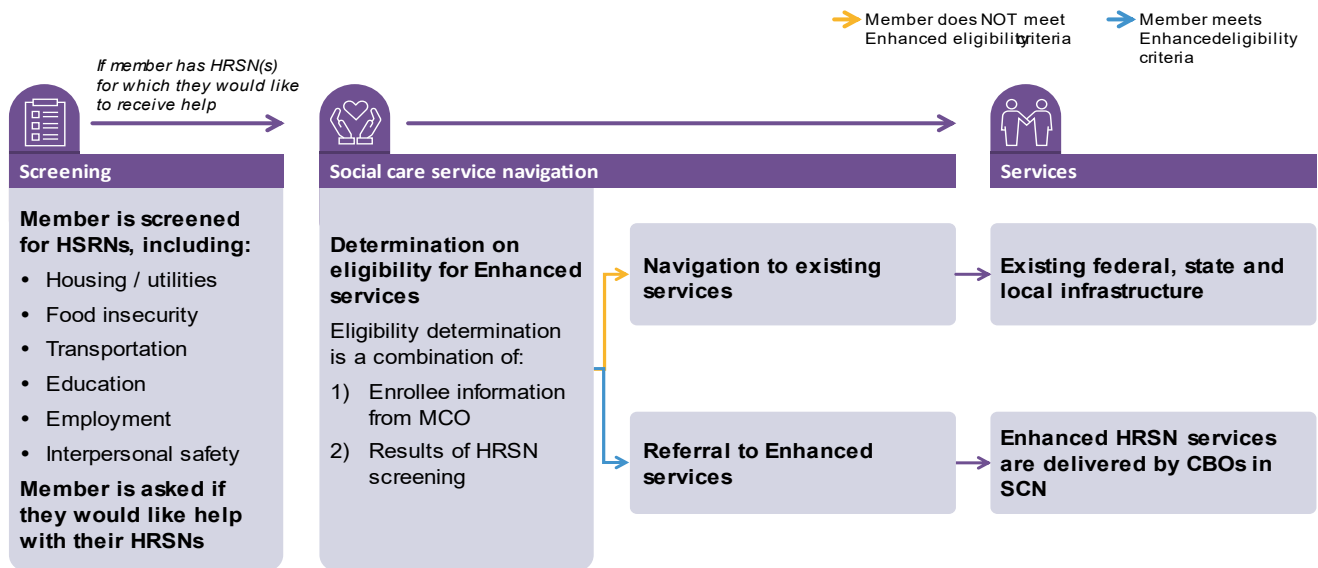 Member does NOT meet
Enhanced eligibility criteria
Member meets
Enhancedeligibility
criteria
If member has HRSN(s)
for which they would like
to receive help
Screening
Social care service navigation
Services
Member is screened
for HSRNs, including:
• Housing / utilities
• Food insecurity
• Transportation
• Education
• Employment
• Interpersonal safety
Member is asked if
they would like help
with their HRSNs
Determination on
eligibility for Enhanced
services
Eligibility determination
is a combination of:
1) Enrollee information
from MCO
2) Results of HRSN
screening
Navigation to existing
services
Referral to Enhanced
services
Existing federal, state and
local infrastructure
Enhanced HRSN services
are delivered by CBOs in
SCN